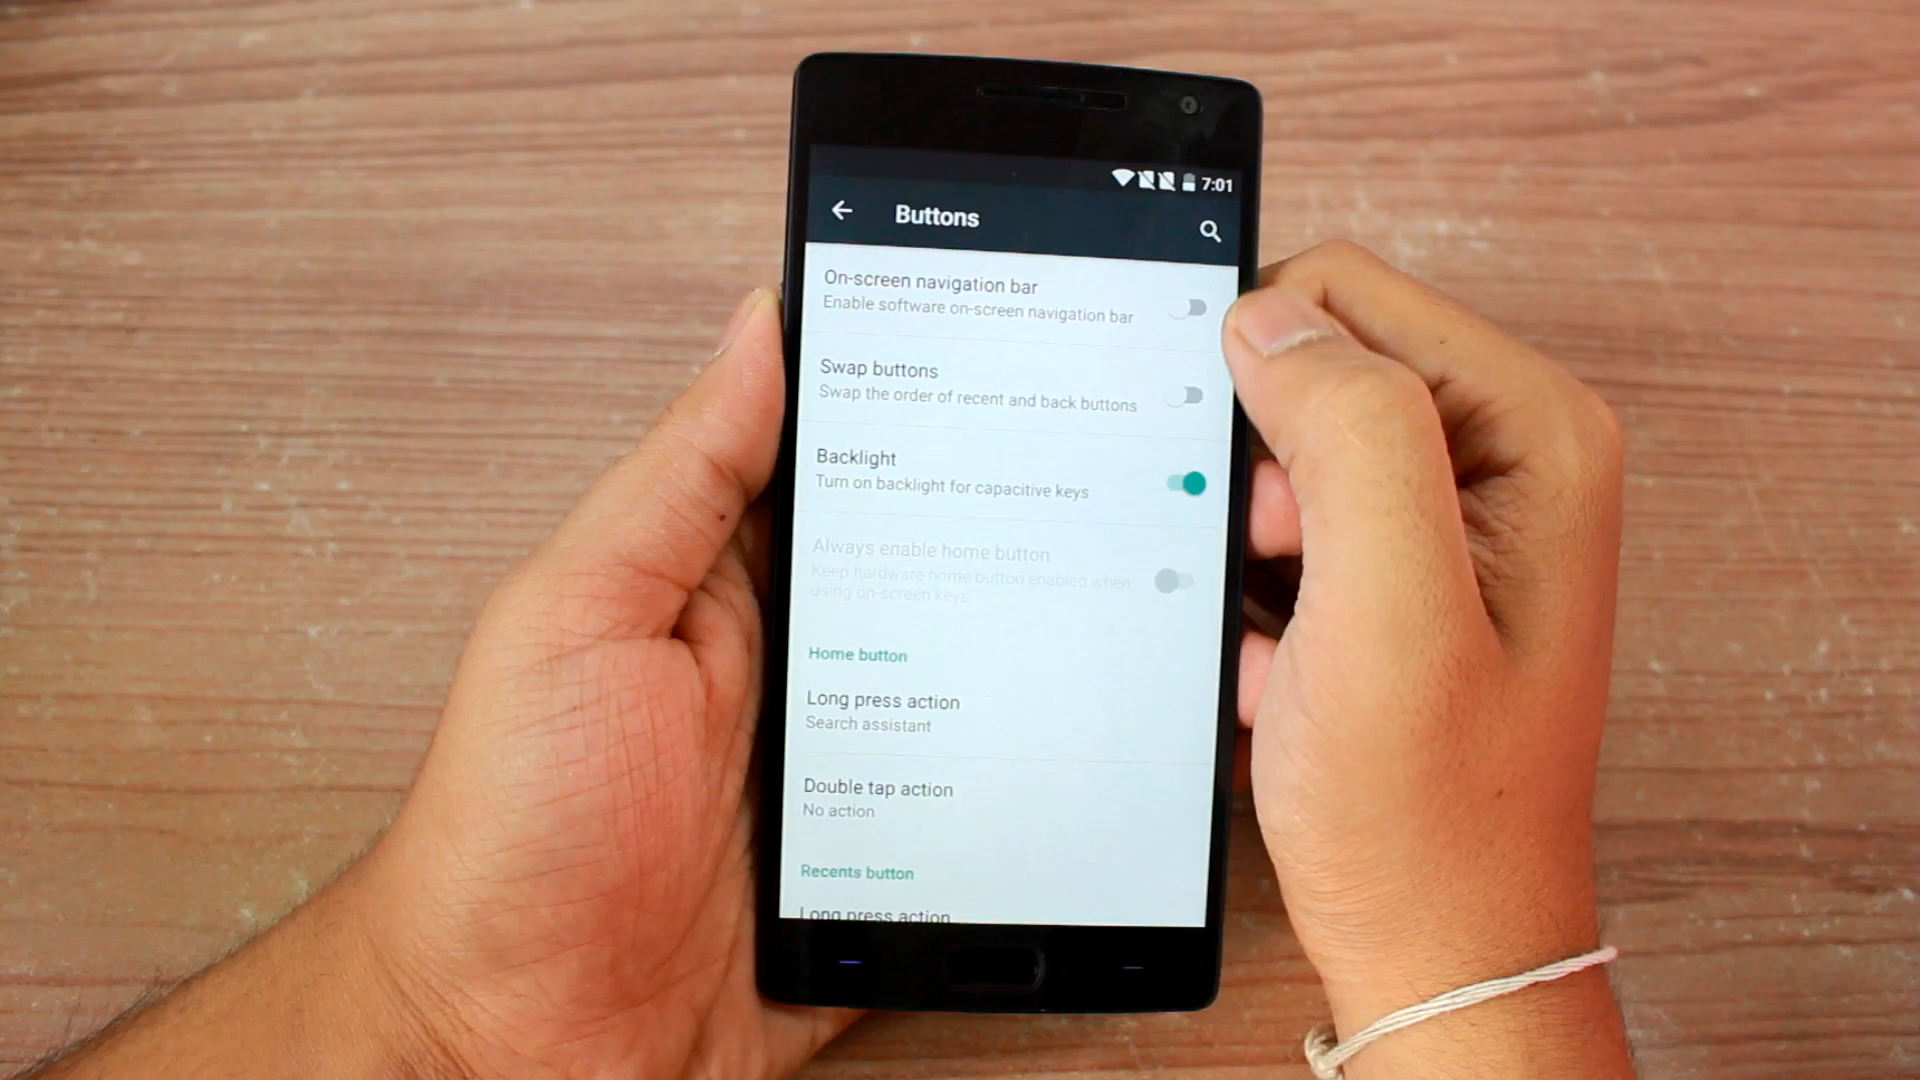 7:01
Buttons
On-screen navigation bar
Enable software on-screen navigation bar
Swap buttons
Swap the order of recent and back buttons
Backlight
Turn on backlight for capacitive keys
Always enable home button
Keep hardware home button enabled when
using on-screen keys
Home button
Long press action
Search assistant
Double tap action
No action
Recents button
Long press action